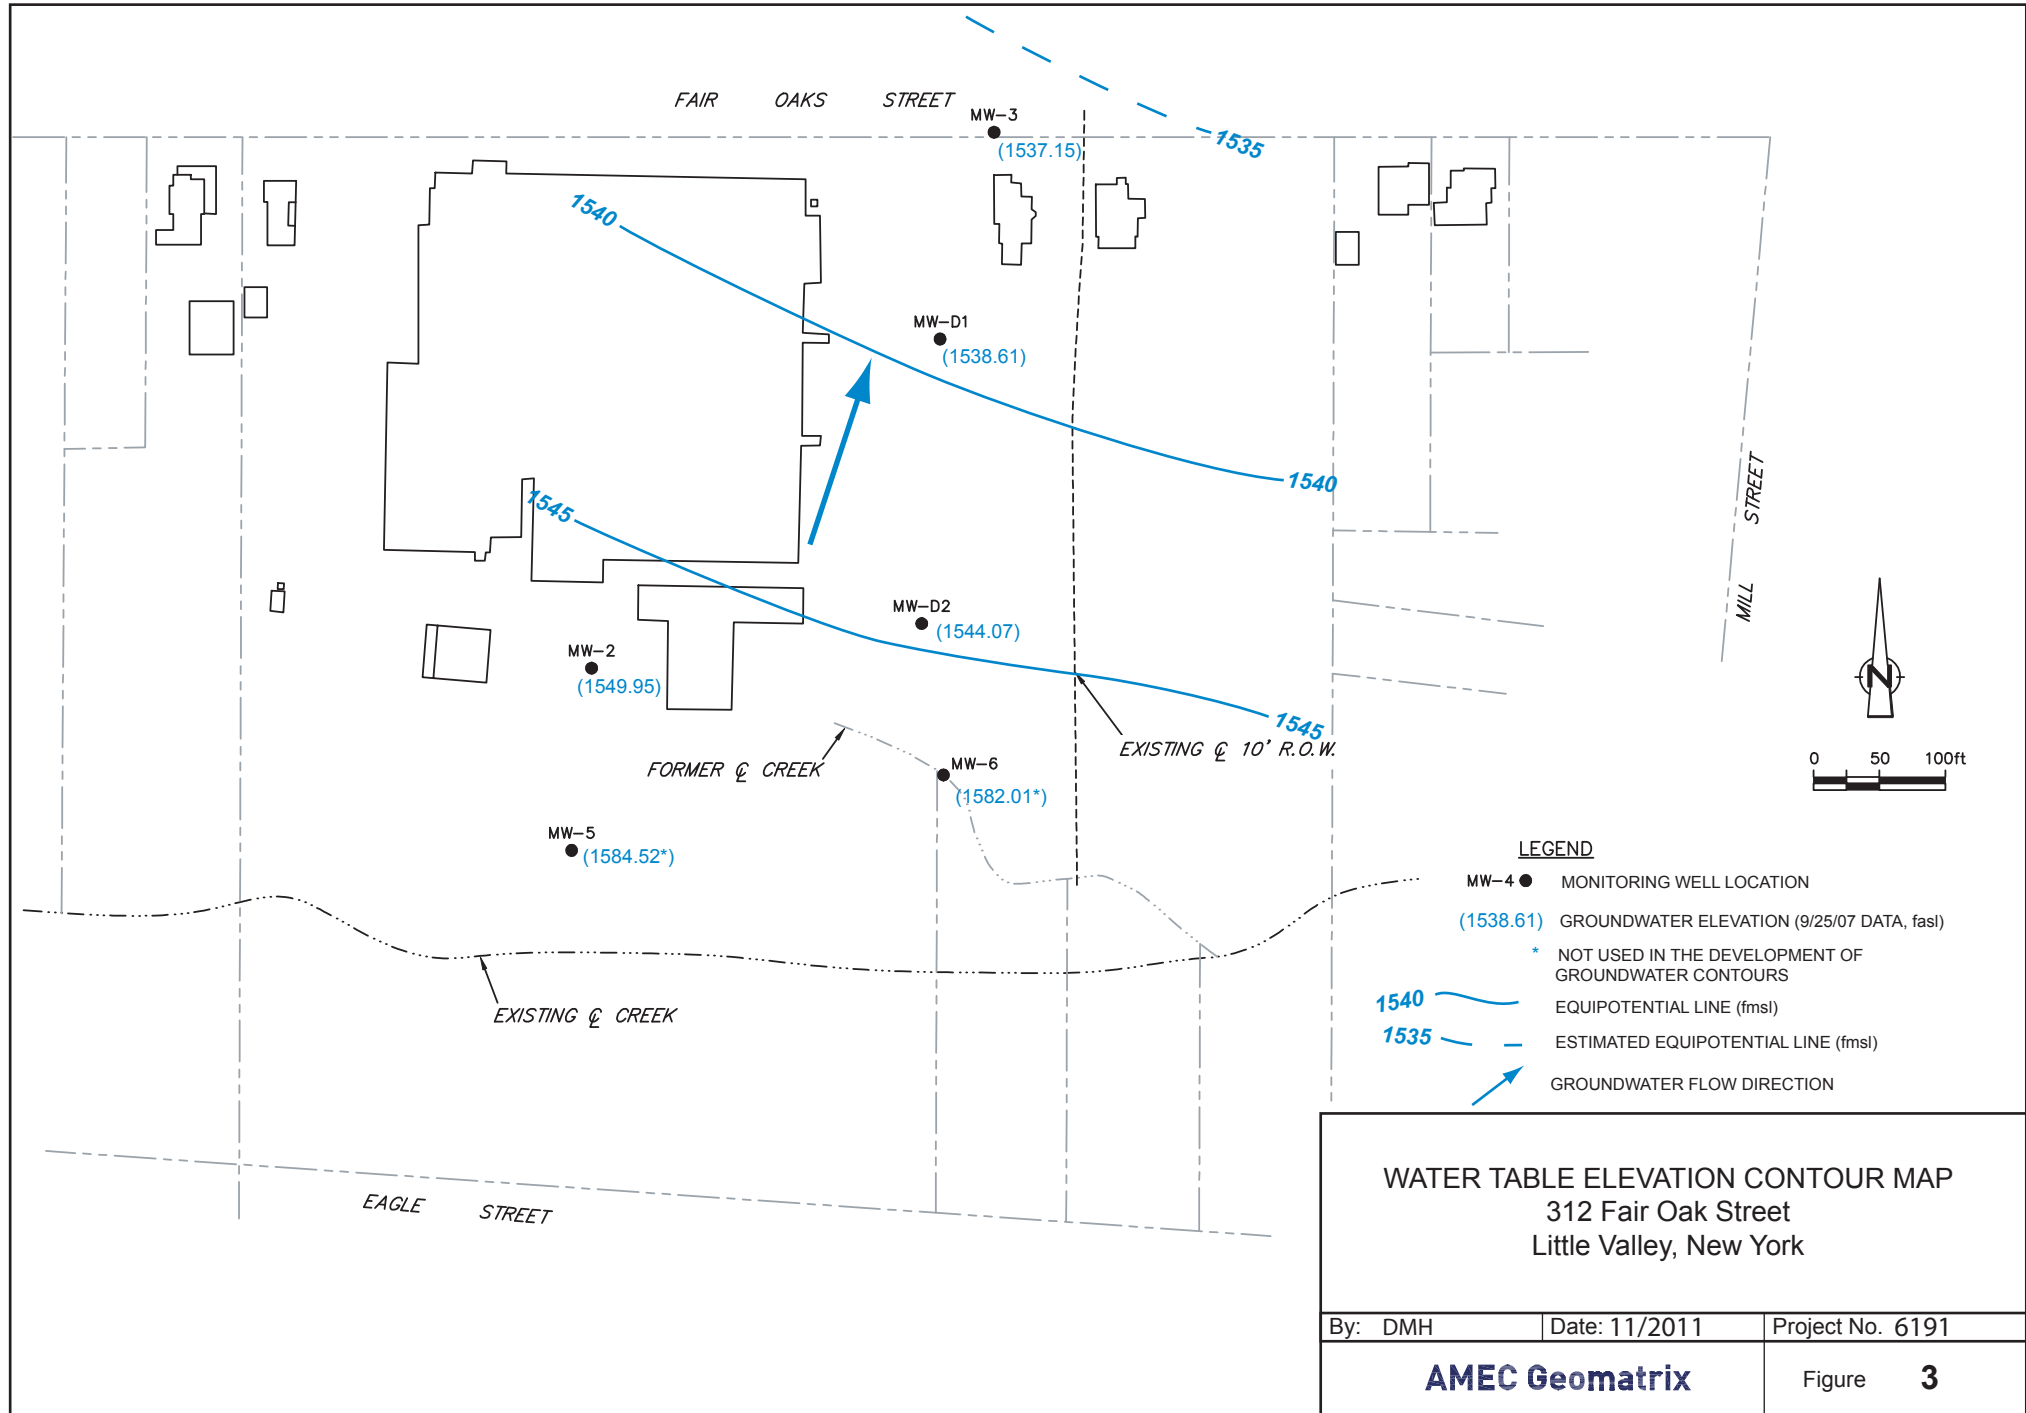 FAIR OAKS STREET
MW-3
(1537.15)
1535
1540
MW-D1
(1538.61)
1540
1545
MW-D2
(1544.07)
MW-2
(1549.95)
1545
EXISTING ℄ 10' R.O.W.
FORMER ℄ CREEK
MW-6
(1582.01*)
MW-5
(1584.52*)
EXISTING ℄ CREEK
EAGLE STREET
MILL STREET
N
0 50 100ft
LEGEND
MW-4 MONITORING WELL LOCATION
(1538.61) GROUNDWATER ELEVATION (9/25/07 DATA, fasl)
* NOT USED IN THE DEVELOPMENT OF
GROUNDWATER CONTOURS
1540 EQUIPOTENTIAL LINE (fmsl)
1535 ESTIMATED EQUIPOTENTIAL LINE (fmsl)
GROUNDWATER FLOW DIRECTION
WATER TABLE ELEVATION CONTOUR MAP
312 Fair Oak Street
Little Valley, New York
By: DMH Date: 11/2011 Project No. 6191
AMEC Geomatrix Figure 3